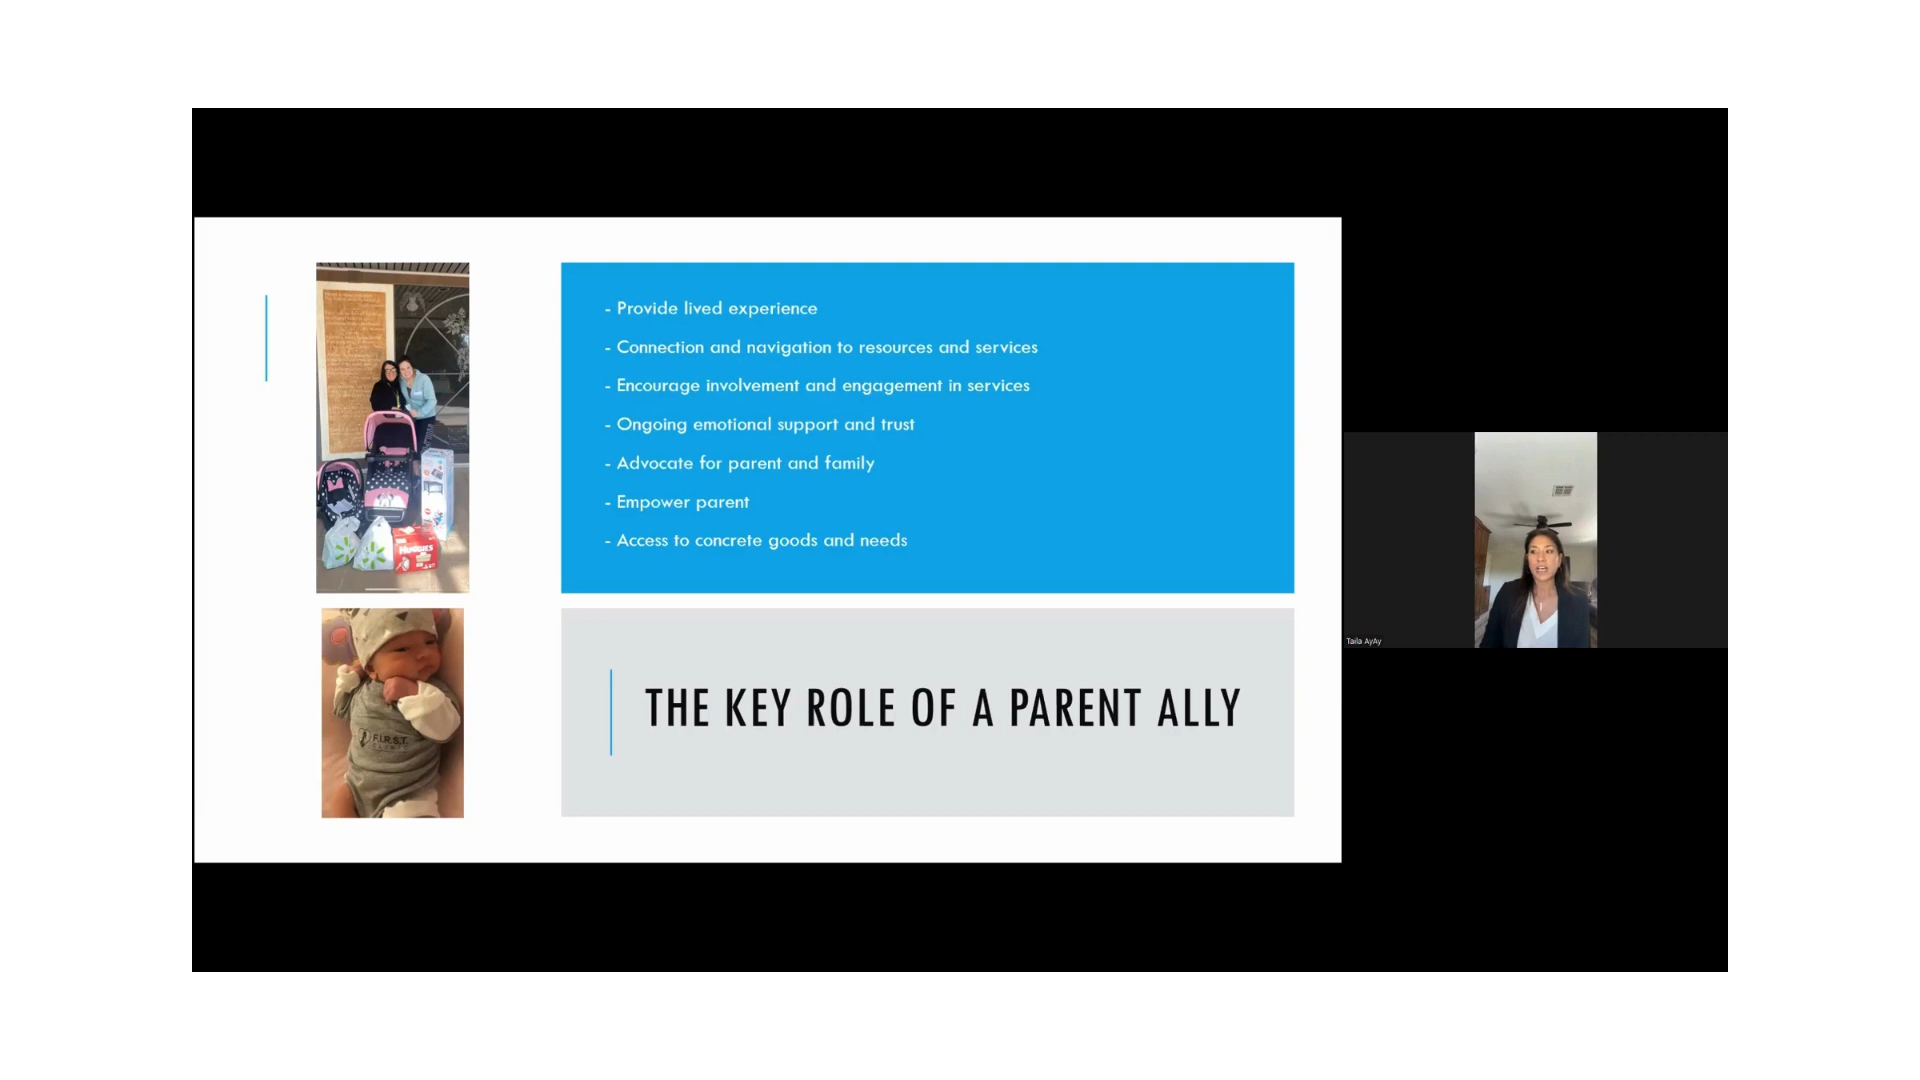 - Provide lived experience
- Connection and navigation to resources and services
- Encourage involvement and engagement in services
- Ongoing emotional support and trust
- Advocate for parent and family
- Empower parent
- Access to concrete goods and needs
HUGGIES
F.I.R.S.T.
CLINIC
THE KEY ROLE OF A PARENT ALLY
Taila AyAy